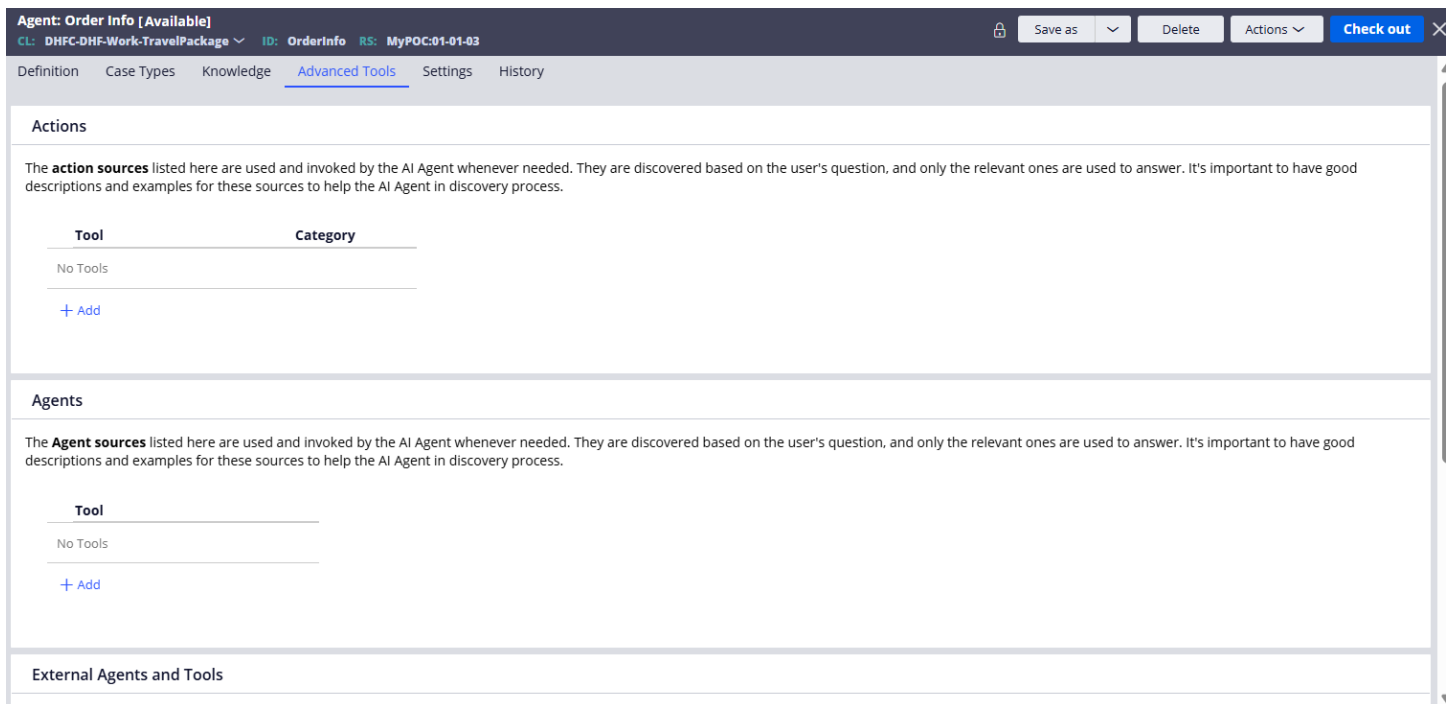 Agent: Order Info [Available]
CL: DHFC-DHF-Work-TravelPackage ID: OrderInfo RS: MyPOC:01-01-03
Save as Delete Actions Check out
Definition Case Types Knowledge Advanced Tools Settings History
Actions
The action sources listed here are used and invoked by the AI Agent whenever needed. They are discovered based on the user's question, and only the relevant ones are used to answer. It's important to have good
descriptions and examples for these sources to help the AI Agent in discovery process.
Tool Category
No Tools
+ Add
Agents
The Agent sources listed here are used and invoked by the AI Agent whenever needed. They are discovered based on the user's question, and only the relevant ones are used to answer. It's important to have good
descriptions and examples for these sources to help the AI Agent in discovery process.
Tool
No Tools
+ Add
External Agents and Tools